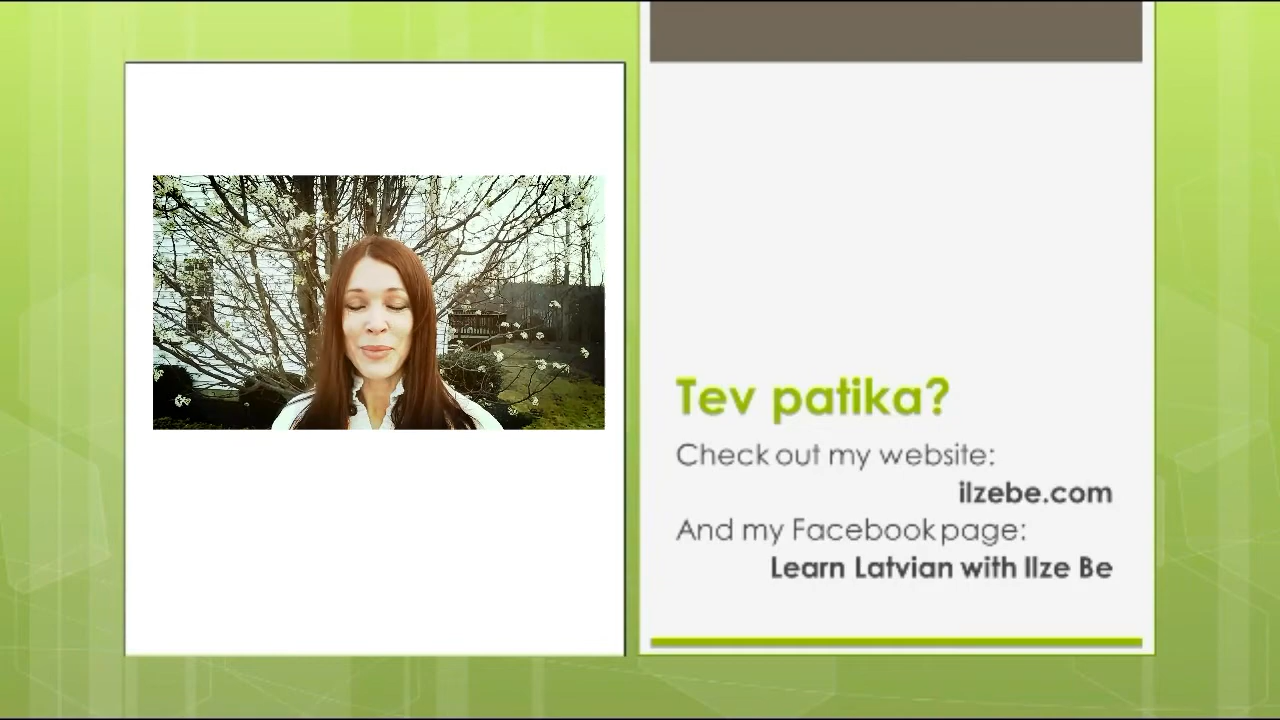 Tev patika?
Check out my website:
ilzebe.com
And my Facebook page:
Learn Latvian with Ilze Be